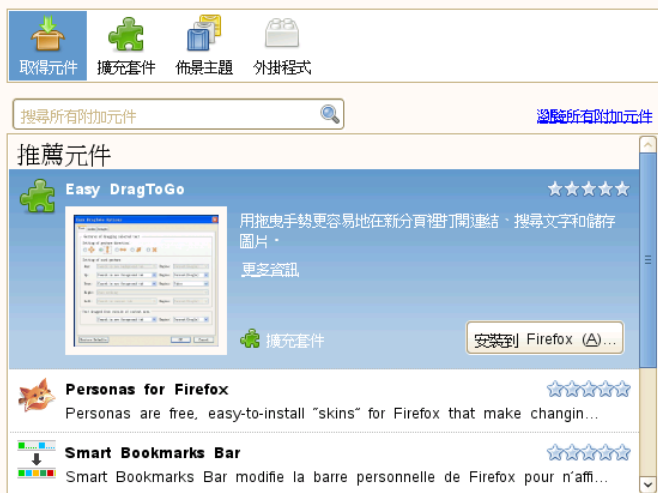 取得元件
擴充套件
佈景主題
外掛程式
搜尋所有附加元件
瀏覽所有附加元件
推薦元件
Easy DragToGo
用拖曳手勢更容易地在新分頁裡打開連結、搜尋文字和儲存
圖片。
更多資訊
擴充套件
安裝到 Firefox (A)...
Personas for Firefox
Personas are free, easy-to-install "skins" for Firefox that make changin...
Smart Bookmarks Bar
Smart Bookmarks Bar modifie la barre personnelle de Firefox pour n'affi...